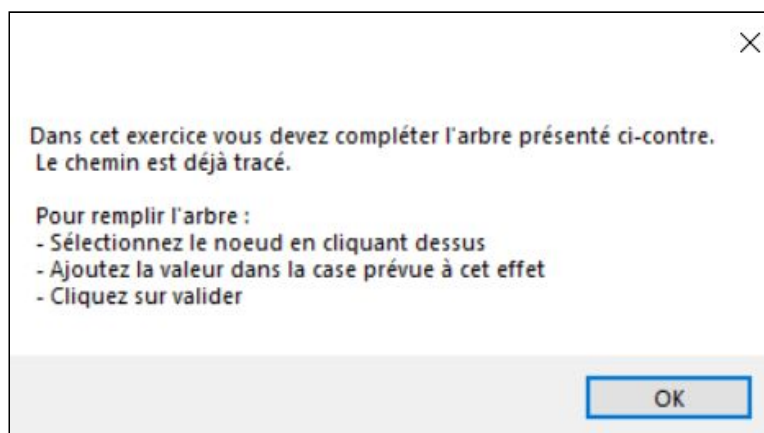 Dans cet exercice vous devez compléter l'arbre présenté ci-contre.
Le chemin est déjà tracé.
Pour remplir l'arbre :
- Sélectionnez le noeud en cliquant dessus
- Ajoutez la valeur dans la case prévue à cet effet
- Cliquez sur valider
OK